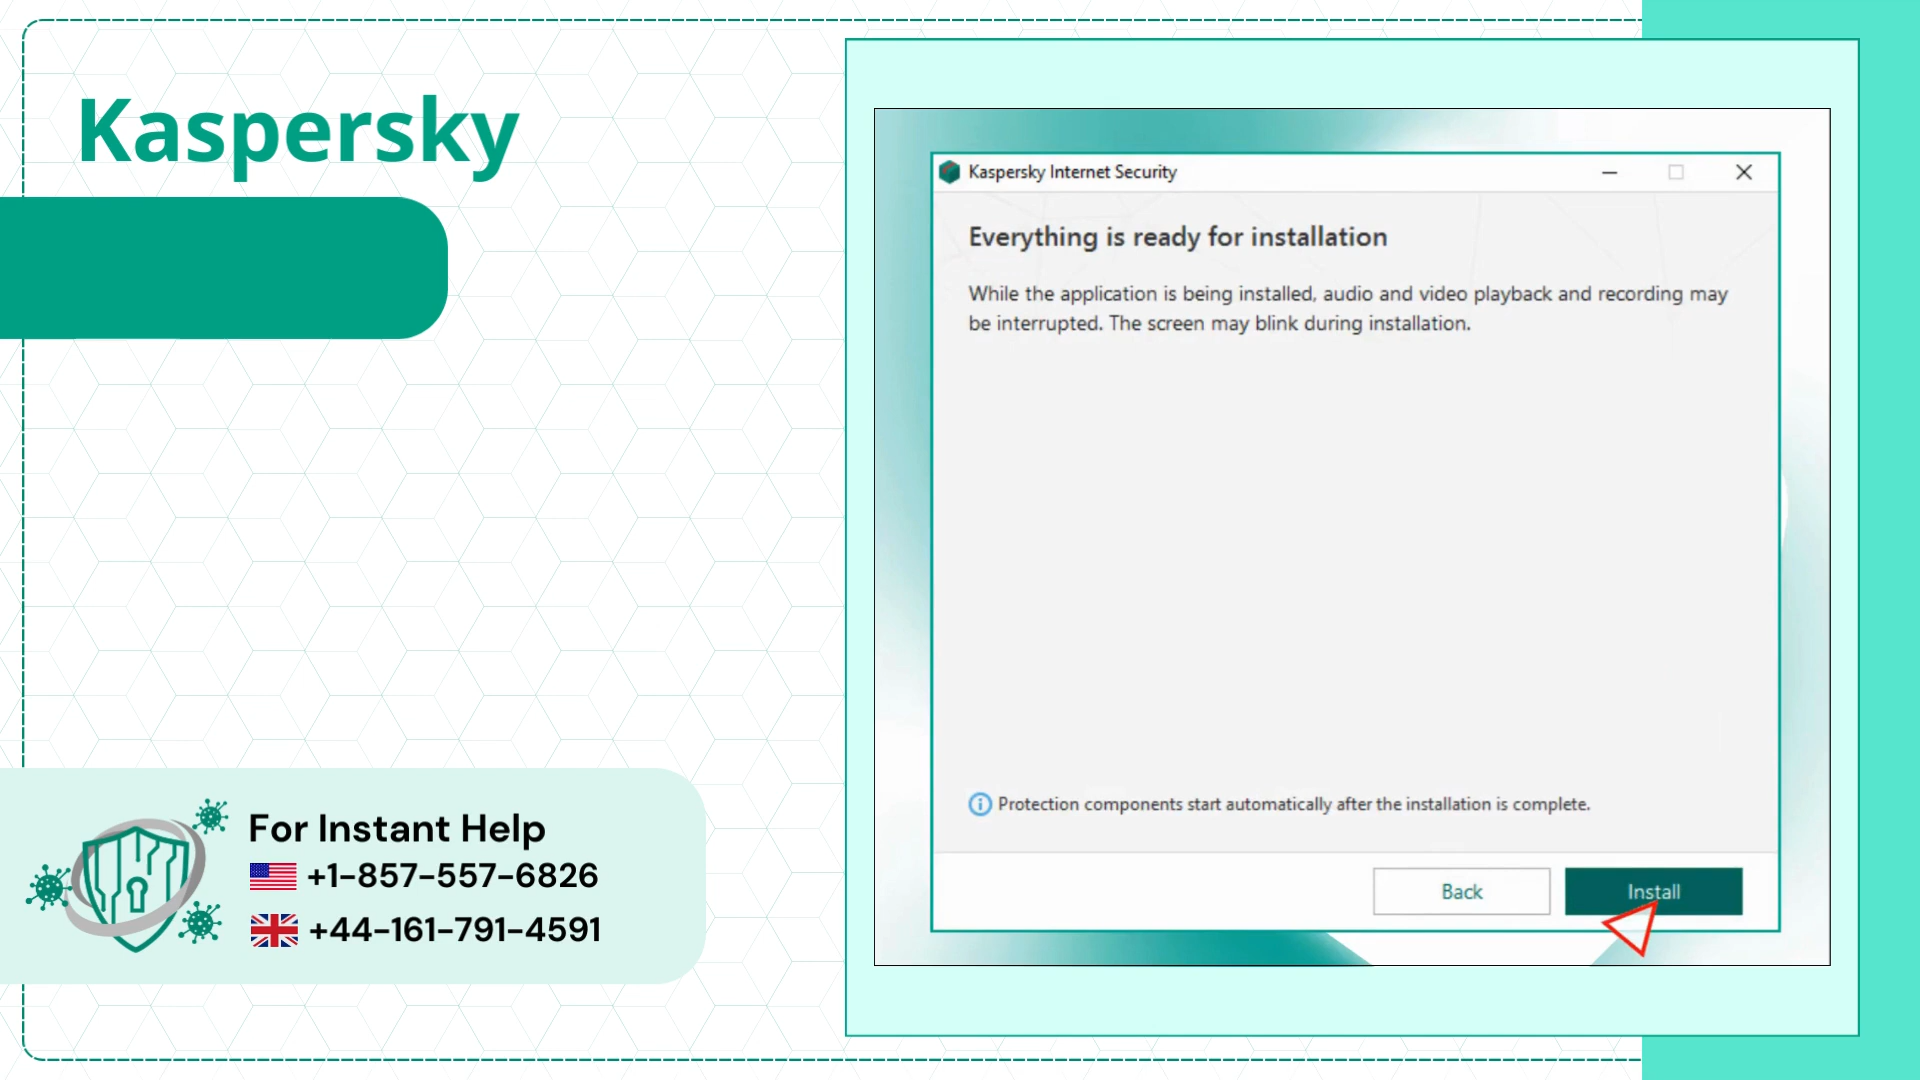 Kaspersky
Kaspersky Internet Security
Everything is ready for installation
While the application is being installed, audio and video playback and recording may
be interrupted. The screen may blink during installation.
Protection components start automatically after the installation is complete.
Back
Install
For Instant Help
+1-857-557-6826
+44-161-791-4591